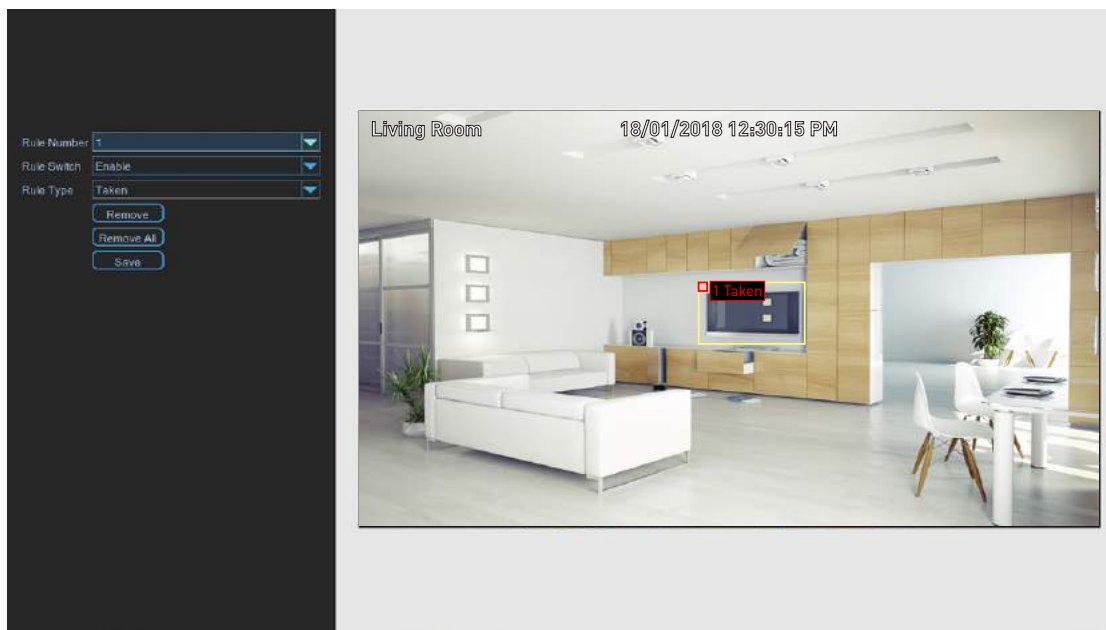 Rule Number 1
Rule Switch Enable
Rule Type Taken
Remove
Remove All
Save
Living Room 18/01/2018 12:30:15 PM
1 Taken